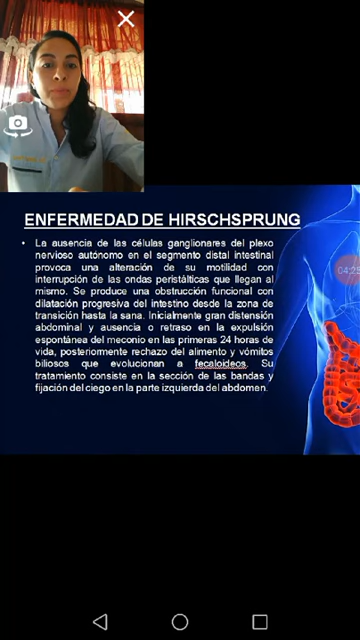 ENFERMEDAD DE HIRSCHSPRUNG
• La ausencia de las células ganglionares del plexo
nervioso autónomo en el segmento distal intestinal
provoca una alteración de su motilidad con
interrupción de las ondas peristálticas que llegan al
mismo. Se produce una obstrucción funcional con
dilatación progresiva del intestino desde la zona de
transición hasta la sana. Inicialmente gran distensión
abdominal y ausencia o retraso en la expulsión
espontánea del meconio en las primeras 24 horas de
vida, posteriormente rechazo del alimento y vómitos
biliosos que evolucionan a fecaloideos. Su
tratamiento consiste en la sección de las bandas y
fijación del ciego en la parte izquierda del abdomen.